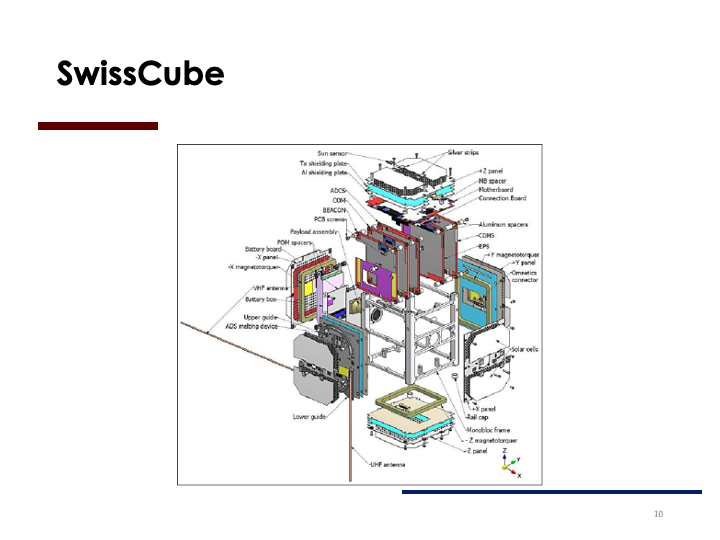 SwissCube
Sun sensor
Ta shielding plate
Al shielding plate
ADCS
COM
BEACON
PCB screws
Payload assembly
POM spacers
Battery board
-X panel
-X magnetotorquer
VHF antenna
Battery box
Upper guide
ADS melting device
Lower guide
Silver strips
+Z panel
MB spacer
Motherboard
Connection Board
Aluminum spacers
CDMS
EPS
+Y magnetotorquer
+Y panel
Omnetics
connector
Solar cells
+X panel
Rail cap
Monobloc frame
- Z magnetotorquer
-Z panel
UHF antenna
Z
Y
X
10